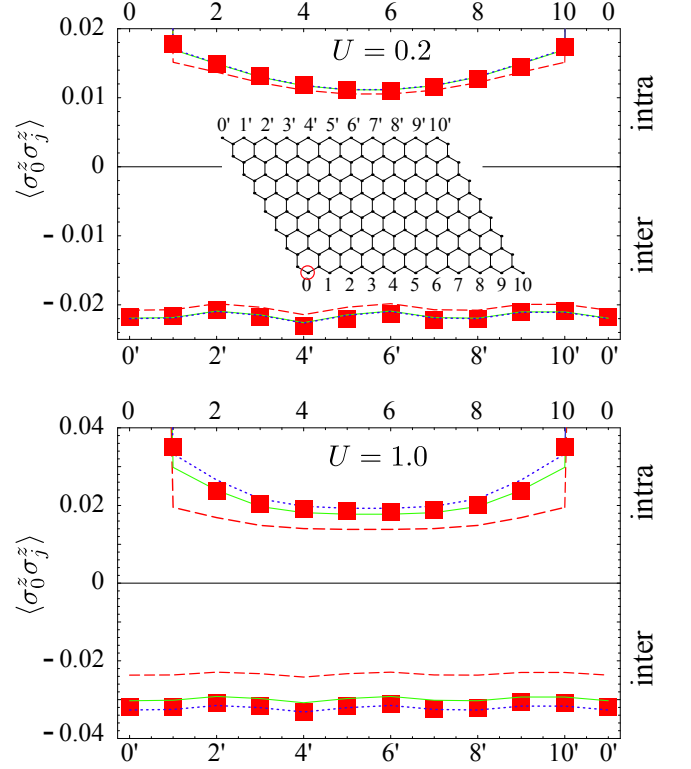 0 2 4 6 8 10 0
U = 0.2
0.02
0.01
0
- 0.01
- 0.02
⟨σ₀ᶻσⱼᶻ⟩
intra
inter
0' 1' 2' 3' 4' 5' 6' 7' 8' 9' 10'
0 1 2 3 4 5 6 7 8 9 10
0' 2' 4' 6' 8' 10' 0'
0 2 4 6 8 10 0
U = 1.0
0.04
0.02
0
- 0.02
- 0.04
⟨σ₀ᶻσⱼᶻ⟩
intra
inter
0' 2' 4' 6' 8' 10' 0'